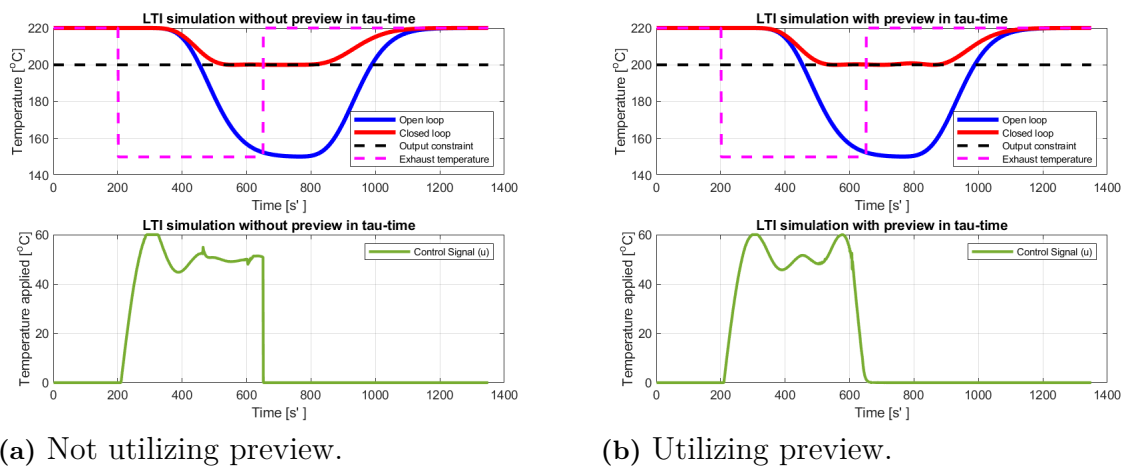 LTI simulation without preview in tau-time
220
200
180
160
140
Temperature [°C]
Open loop
Closed loop
Output constraint
Exhaust temperature
0 200 400 600 800 1000 1200 1400
Time [s']
LTI simulation without preview in tau-time
60
40
20
0
Temperature applied [°C]
Control Signal (u)
0 200 400 600 800 1000 1200 1400
Time [s' ]
(a) Not utilizing preview.
LTI simulation with preview in tau-time
220
200
180
160
140
Temperature [°C]
Open loop
Closed loop
Output constraint
Exhaust temperature
0 200 400 600 800 1000 1200 1400
Time [s']
LTI simulation with preview in tau-time
60
40
20
0
Temperature applied [°C]
Control Signal (u)
0 200 400 600 800 1000 1200 1400
Time [s' ]
(b) Utilizing preview.